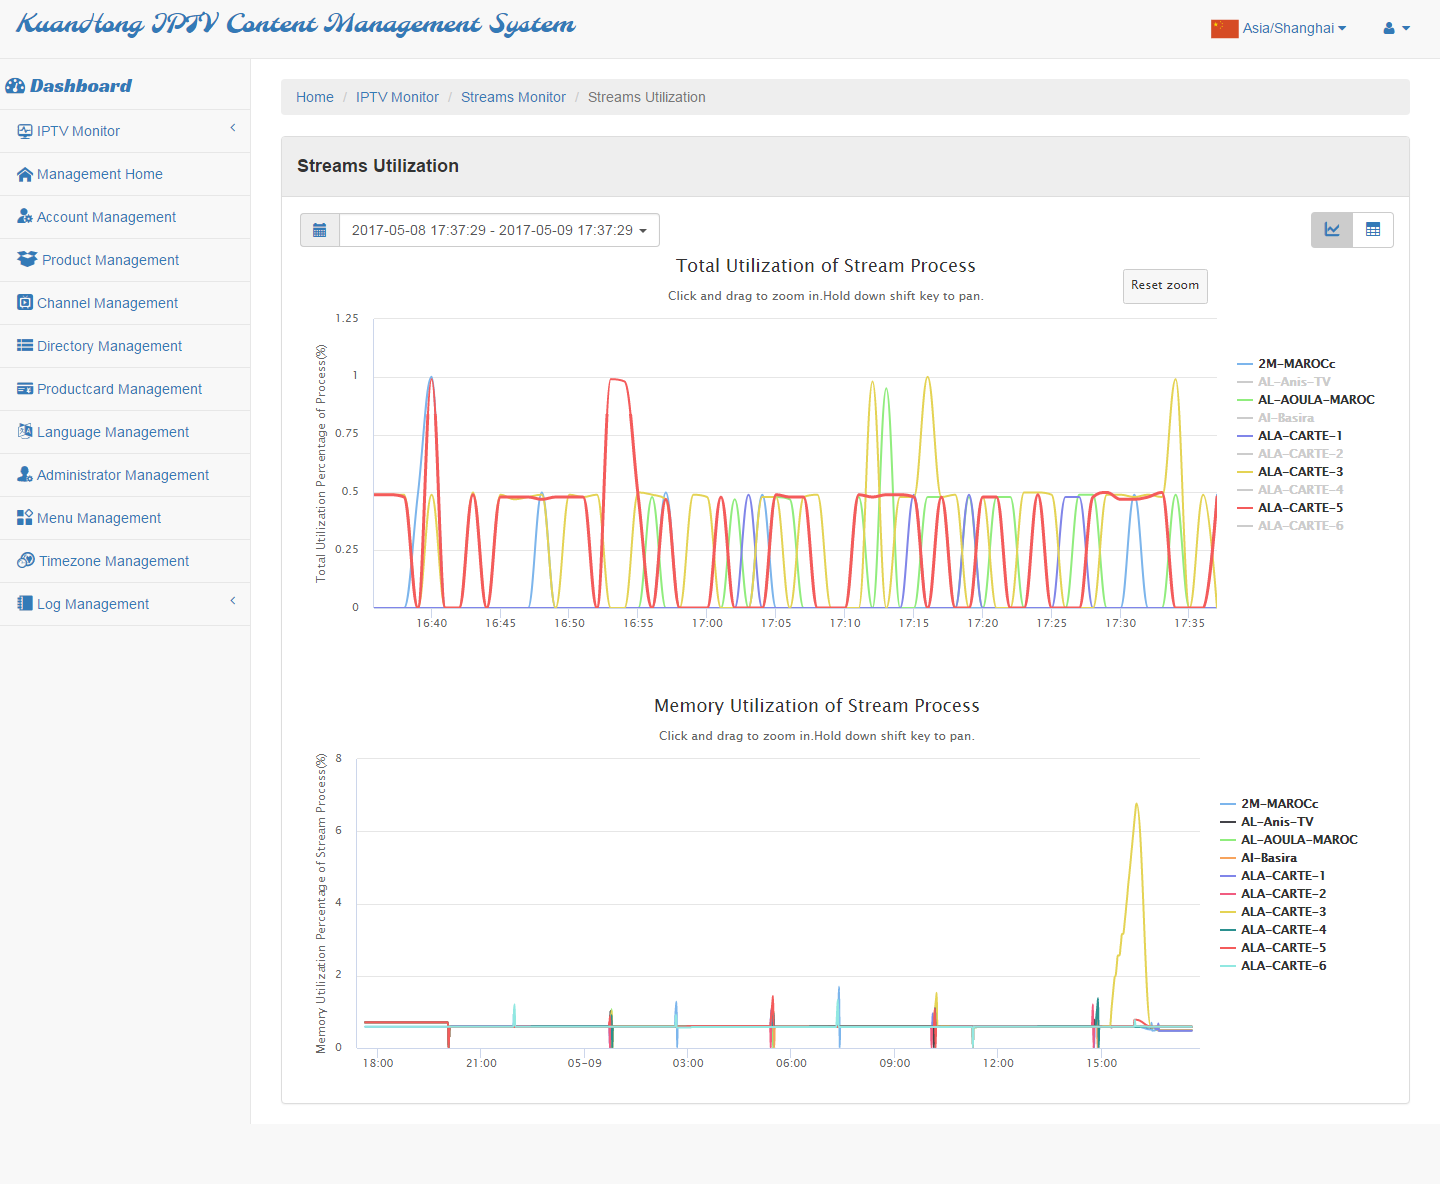 KuanHong IPTV Content Management System
Asia/Shanghai
Dashboard
IPTV Monitor
Management Home
Account Management
Product Management
Channel Management
Directory Management
Productcard Management
Language Management
Administrator Management
Menu Management
Timezone Management
Log Management
Home / IPTV Monitor / Streams Monitor / Streams Utilization
Streams Utilization
2017-05-08 17:37:29 - 2017-05-09 17:37:29
Total Utilization of Stream Process
Click and drag to zoom in.Hold down shift key to pan.
Reset zoom
Total Utilization Percentage of Process(%)
1.25
1
0.75
0.5
0.25
0
16:40 16:45 16:50 16:55 17:00 17:05 17:10 17:15 17:20 17:25 17:30 17:35
2M-MAROCc
AL-Anis-TV
AL-AOULA-MAROC
Al-Basira
ALA-CARTE-1
ALA-CARTE-2
ALA-CARTE-3
ALA-CARTE-4
ALA-CARTE-5
ALA-CARTE-6
Memory Utilization of Stream Process
Click and drag to zoom in.Hold down shift key to pan.
Memory Utilization Percentage of Stream Process(%)
8
6
4
2
0
18:00 21:00 05-09 03:00 06:00 09:00 12:00 15:00
2M-MAROCc
AL-Anis-TV
AL-AOULA-MAROC
Al-Basira
ALA-CARTE-1
ALA-CARTE-2
ALA-CARTE-3
ALA-CARTE-4
ALA-CARTE-5
ALA-CARTE-6